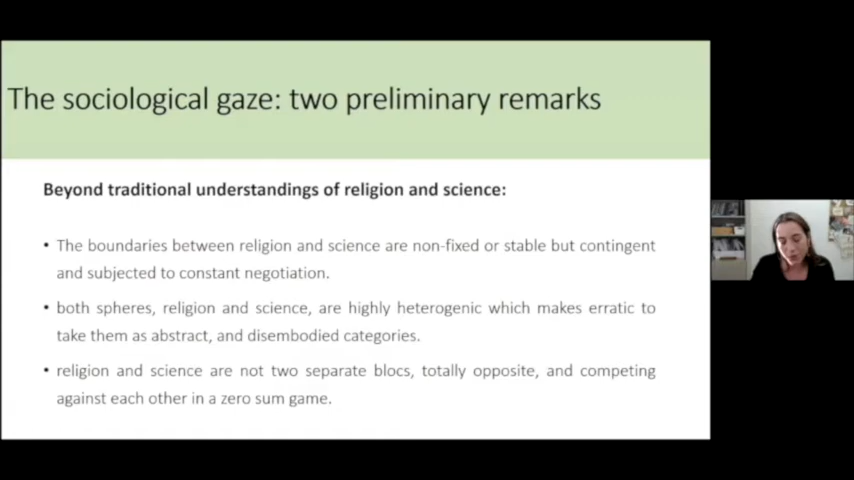 The sociological gaze: two preliminary remarks
Beyond traditional understandings of religion and science:
• The boundaries between religion and science are non-fixed or stable but contingent
and subjected to constant negotiation.
• both spheres, religion and science, are highly heterogenic which makes erratic to
take them as abstract, and disembodied categories.
• religion and science are not two separate blocs, totally opposite, and competing
against each other in a zero sum game.